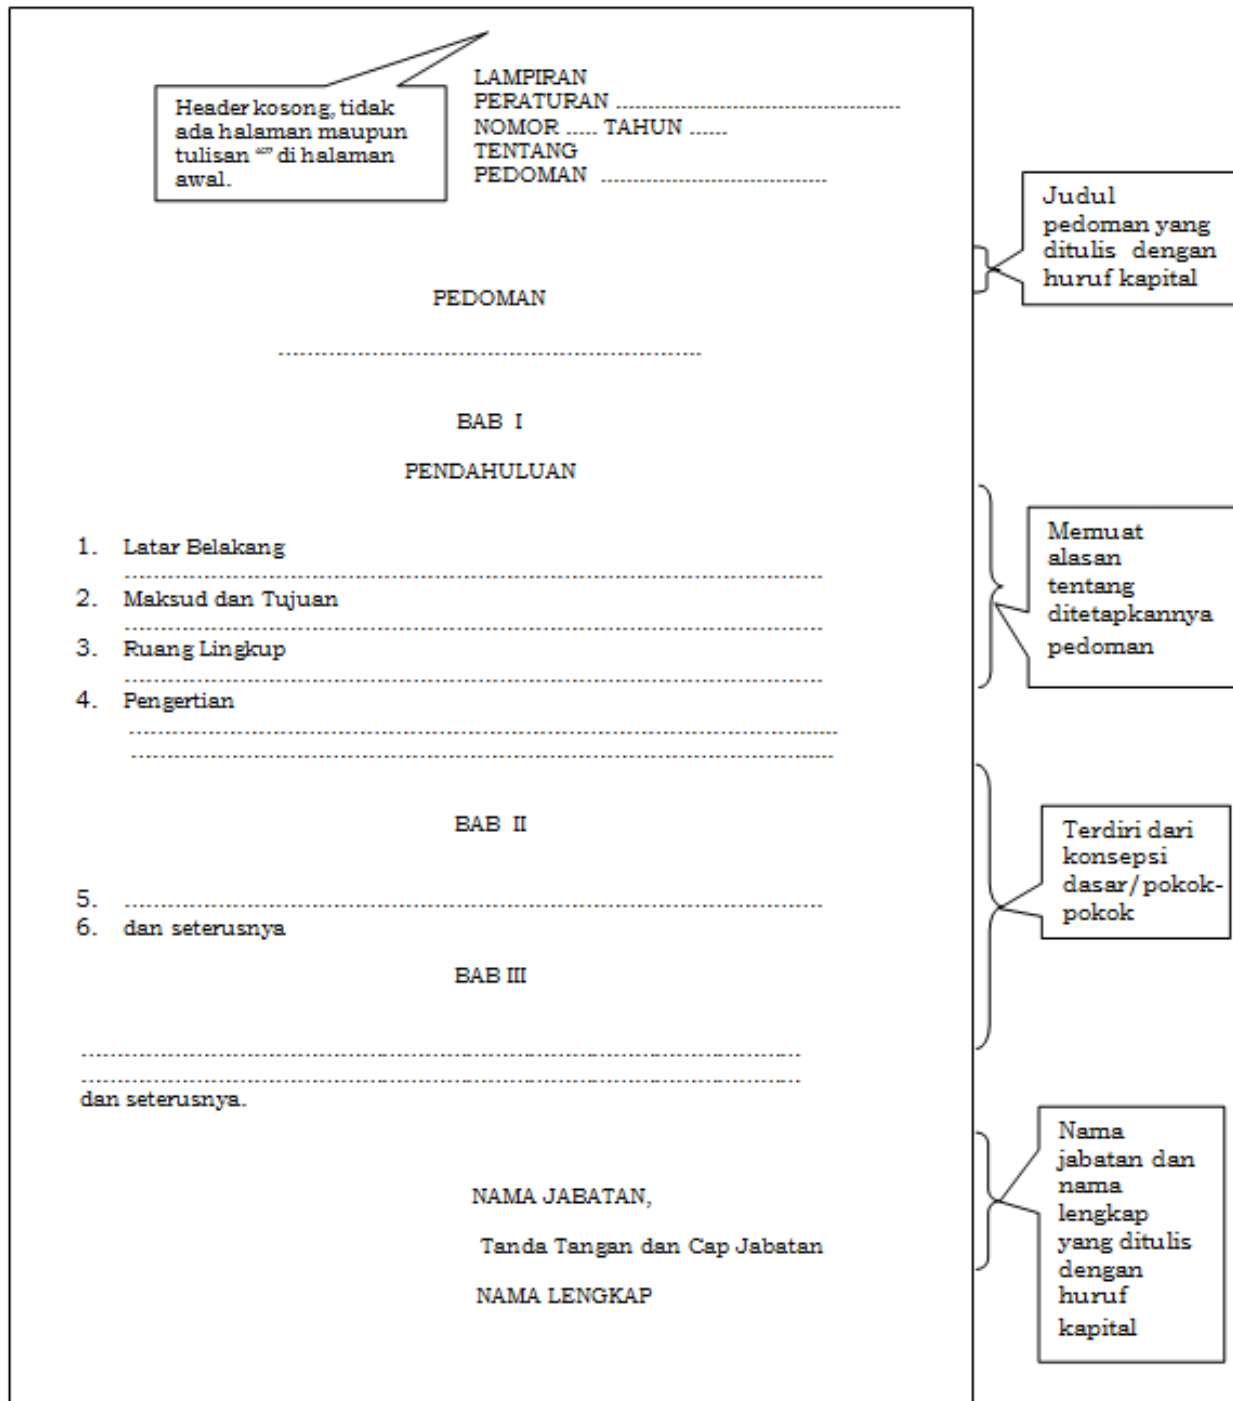 Header kosong, tidak
ada halaman maupun
tulisan “” di halaman
awal.
LAMPIRAN
PERATURAN ............................................
NOMOR ..... TAHUN ......
TENTANG
PEDOMAN ...................................
Judul
pedoman yang
ditulis dengan
huruf kapital
PEDOMAN
............................................................
BAB I
PENDAHULUAN
Memuat
alasan
tentang
ditetapkannya
pedoman
1. Latar Belakang
....................................................................................................
2. Maksud dan Tujuan
....................................................................................................
3. Ruang Lingkup
....................................................................................................
4. Pengertian
....................................................................................................
....................................................................................................
BAB II
Terdiri dari
konsepsi
dasar/pokok-
pokok
5. ....................................................................................................
6. dan seterusnya
BAB III
....................................................................................................
....................................................................................................
dan seterusnya.
NAMA JABATAN,
Tanda Tangan dan Cap Jabatan
NAMA LENGKAP
Nama
jabatan dan
nama
lengkap
yang ditulis
dengan
huruf
kapital